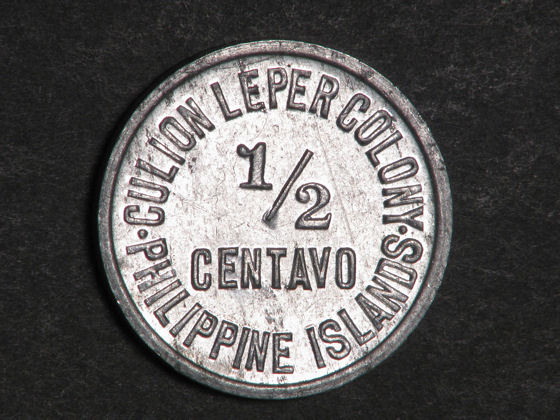 CULION LEPER COLONY
1/2
CENTAVO
· PHILIPPINE ISLANDS ·